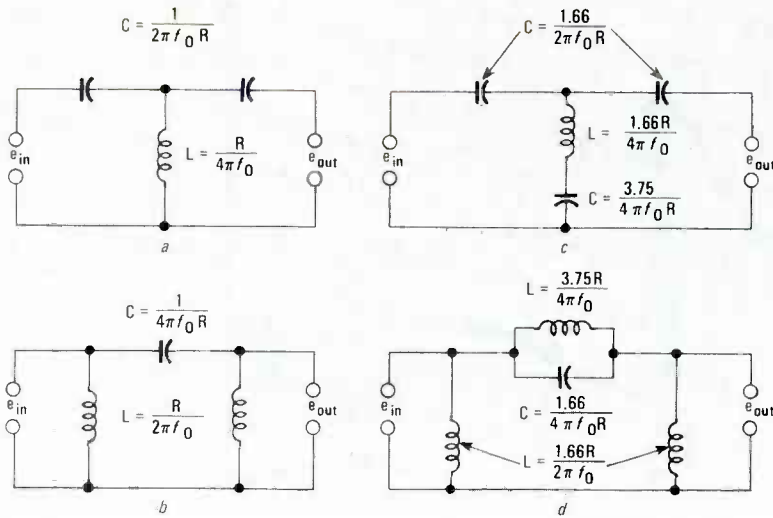 C = 1 / 2πf₀R
e_in
L = R / 4πf₀
e_out
a
C = 1.66 / 2πf₀R
e_in
L = 1.66R / 4πf₀
C = 3.75 / 4πf₀R
e_out
c
C = 1 / 4πf₀R
e_in
L = R / 2πf₀
e_out
b
L = 3.75R / 4πf₀
e_in
C = 1.66 / 4πf₀R
L = 1.66R / 2πf₀
e_out
d